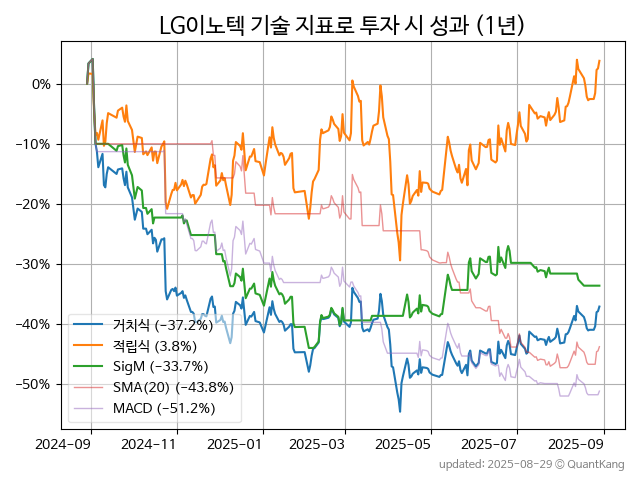 LG이노텍 기술 지표로 투자 시 성과 (1년)
0%
−10%
−20%
−30%
−40%
−50%
거치식 (−37.2%)
적립식 (3.8%)
SigM (−33.7%)
SMA(20) (−43.8%)
MACD (−51.2%)
2024-09 2024-11 2025-01 2025-03 2025-05 2025-07 2025-09
updated: 2025-08-29 © QuantKang